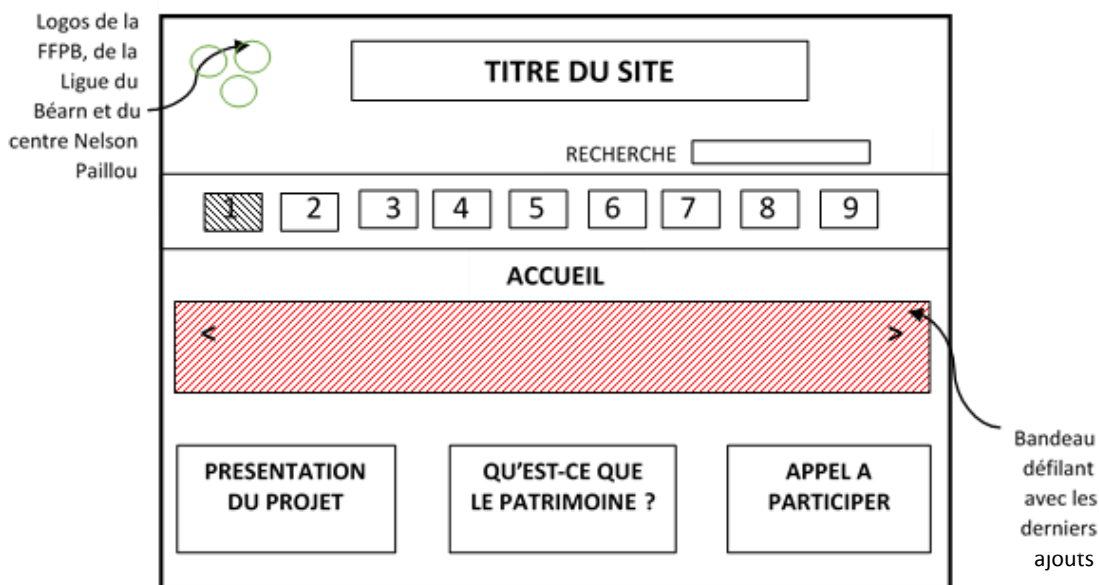 Logos de la
FFPB, de la
Ligue du
Béarn et du
centre Nelson
Paillou
TITRE DU SITE
RECHERCHE
1 2 3 4 5 6 7 8 9
ACCUEIL
< >
Bandeau
défilant
avec les
derniers
ajouts
PRESENTATION
DU PROJET
QU'EST-CE QUE
LE PATRIMOINE ?
APPEL A
PARTICIPER